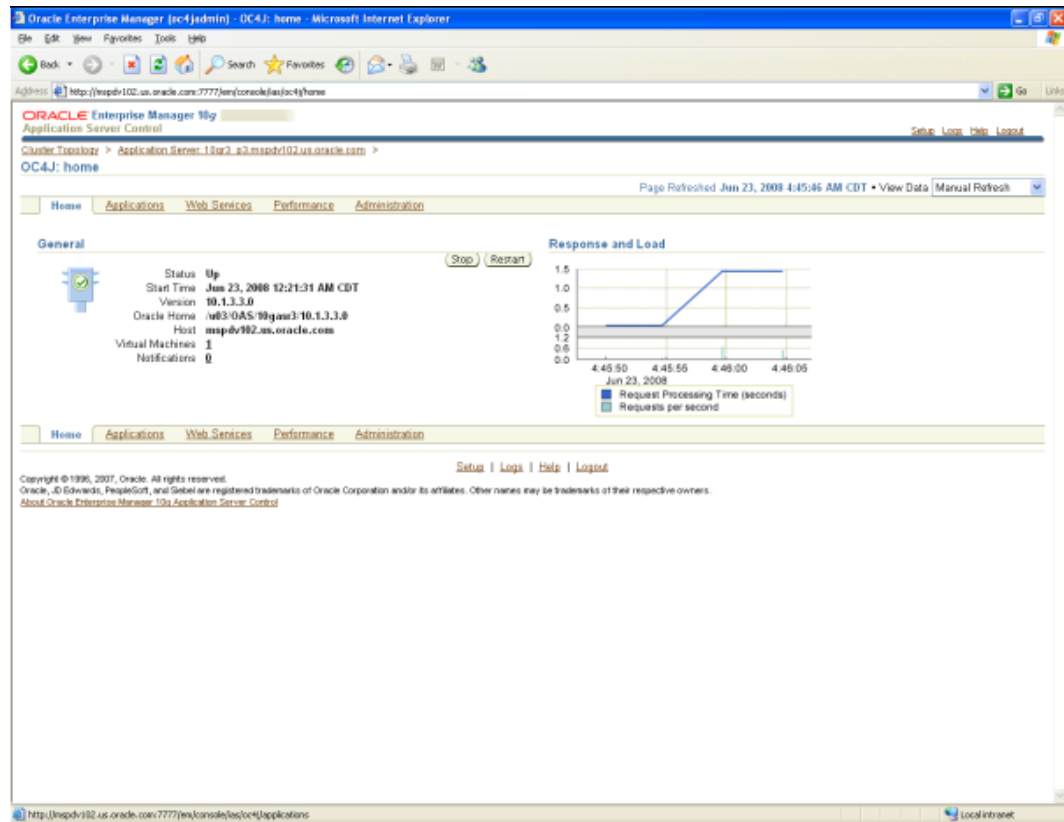 Oracle Enterprise Manager (oc4jadmin) - OC4J: home - Microsoft Internet Explorer
File Edit View Favorites Tools Help
Back Search Favorites
Address http://mspdv102.us.oracle.com:7777/em/console/ias/oc4j/home Go Links
ORACLE Enterprise Manager 10g
Application Server Control
Setup Logs Help Logout
Cluster Topology > Application Server: 10gr3_p3.mspdv102.us.oracle.com >
OC4J: home
Page Refreshed Jun 23, 2008 4:45:46 AM CDT • View Data Manual Refresh
Home Applications Web Services Performance Administration
General
Stop Restart
Status Up
Start Time Jun 23, 2008 12:21:31 AM CDT
Version 10.1.3.3.0
Oracle Home /u03/OAS/10gasr3/10.1.3.3.0
Host mspdv102.us.oracle.com
Virtual Machines 1
Notifications 0
Response and Load
1.5
1.0
0.5
0.0
1.2
0.6
0.0
4:45:50 4:45:55 4:46:00 4:46:05
Jun 23, 2008
Request Processing Time (seconds)
Requests per second
Home Applications Web Services Performance Administration
Setup | Logs | Help | Logout
Copyright © 1996, 2007, Oracle. All rights reserved.
Oracle, JD Edwards, PeopleSoft, and Siebel are registered trademarks of Oracle Corporation and/or its affiliates. Other names may be trademarks of their respective owners.
About Oracle Enterprise Manager 10g Application Server Control
http://mspdv102.us.oracle.com:7777/em/console/ias/oc4j/applications Local intranet